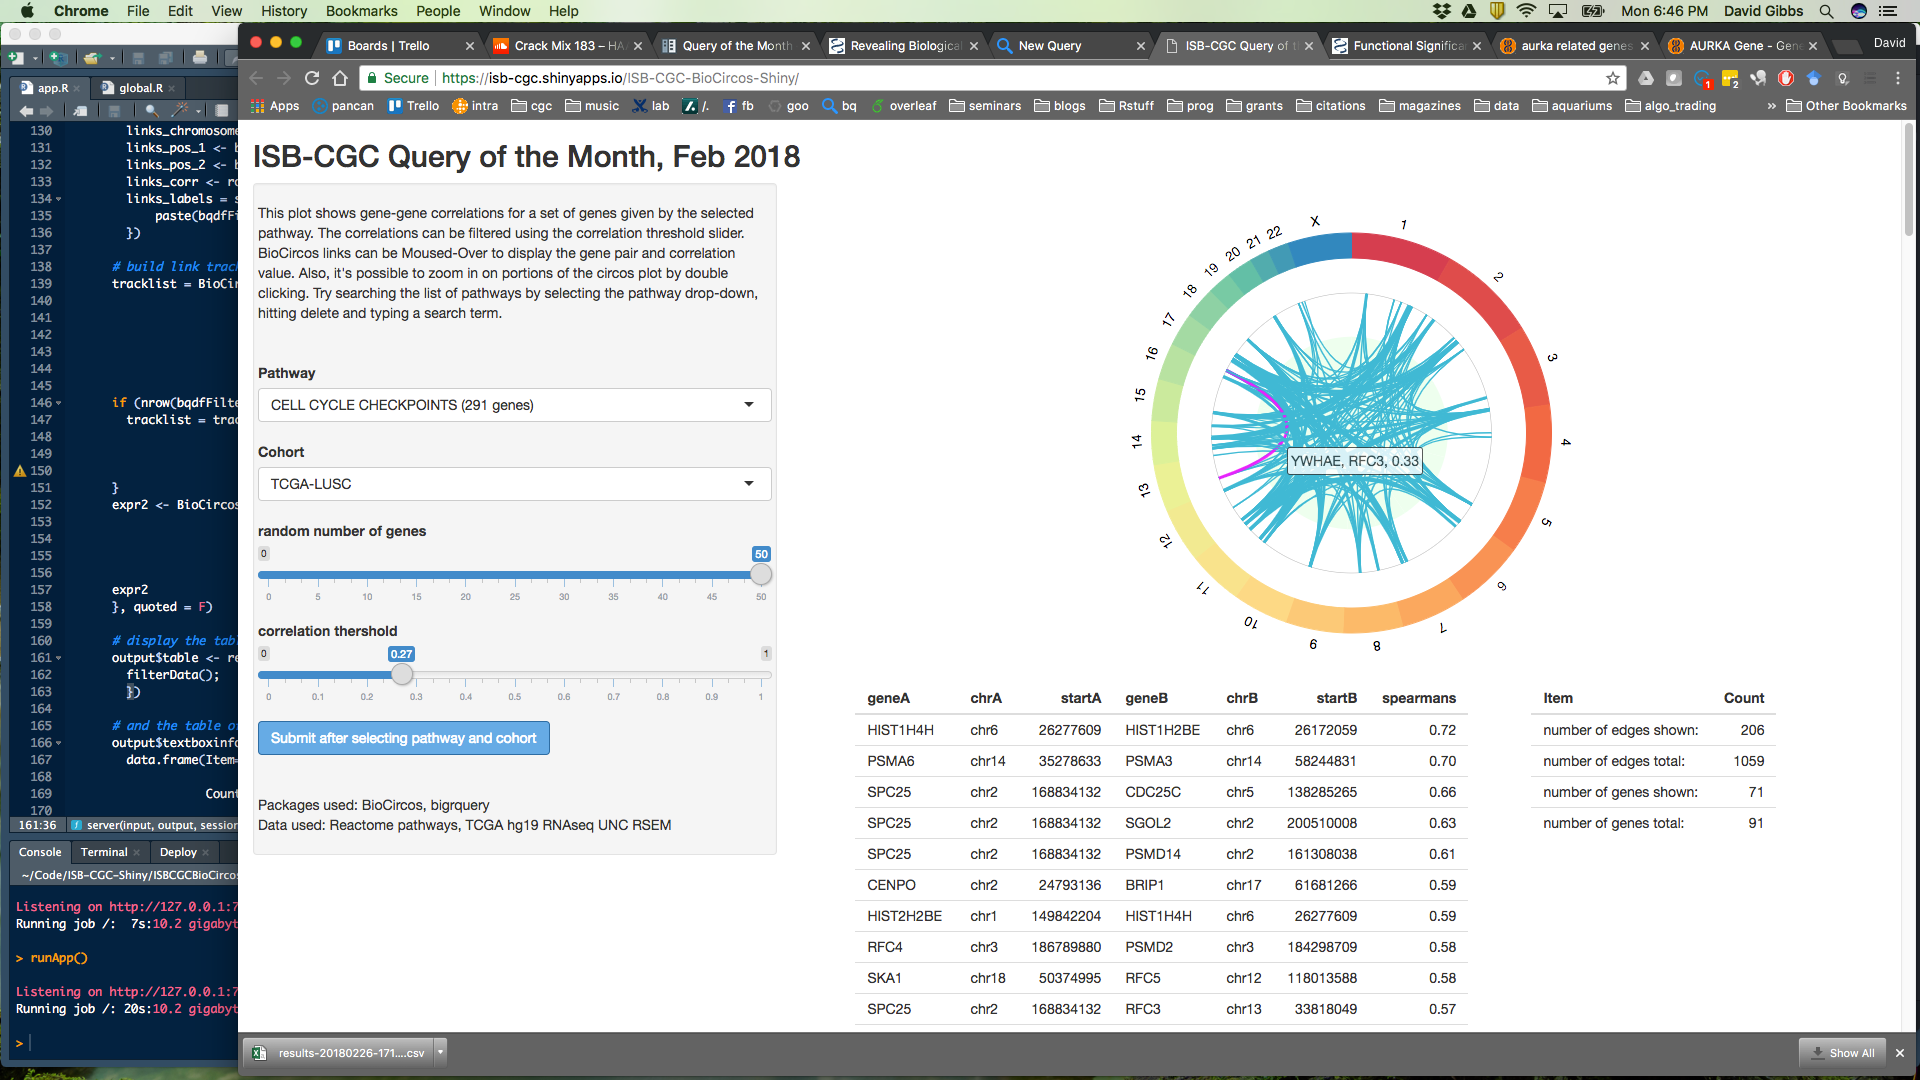 Chrome File Edit View History Bookmarks People Window Help Mon 6:46 PM David Gibbs
Boards | Trello
Crack Mix 183 – HA
Query of the Month
Revealing Biological
New Query
ISB-CGC Query of t
Functional Significa
aurka related genes
AURKA Gene - Gen
David
Secure https://isb-cgc.shinyapps.io/ISB-CGC-BioCircos-Shiny/
Apps pancan Trello intra cgc music lab /. fb goo bq overleaf seminars blogs Rstuff prog grants citations magazines data aquariums algo_trading » Other Bookmarks
app.R
global.R
130 links_chromosome
131 links_pos_1 <- b
132 links_pos_2 <- b
133 links_corr <- ro
134 links_labels = s
135 paste(bqdfFi
136 })
137
138 # build link trac
139 tracklist = BioCir
140
141
142
143
144
145
146 if (nrow(bqdfFilte
147 tracklist = trac
148
149
150
151 }
152 expr2 <- BioCircos
153
154
155
156
157 expr2
158 }, quoted = F)
159
160 # display the tabl
161 output$table <- re
162 filterData();
163 })
164
165 # and the table o
166 output$textboxinfo
167 data.frame(Item=
168
169 Count
170
161:36 server(input, output, session
Console Terminal Deploy
~/Code/ISB-CGC-Shiny/ISBCGCBioCircos
Listening on http://127.0.0.1:7
Running job /: 7s:10.2 gigabyt
> runApp()
Listening on http://127.0.0.1:7
Running job /: 20s:10.2 gigabyt
>
ISB-CGC Query of the Month, Feb 2018
This plot shows gene-gene correlations for a set of genes given by the selected
pathway. The correlations can be filtered using the correlation threshold slider.
BioCircos links can be Moused-Over to display the gene pair and correlation
value. Also, it's possible to zoom in on portions of the circos plot by double
clicking. Try searching the list of pathways by selecting the pathway drop-down,
hitting delete and typing a search term.
Pathway
CELL CYCLE CHECKPOINTS (291 genes)
Cohort
TCGA-LUSC
random number of genes
0 50
0 5 10 15 20 25 30 35 40 45 50
correlation thershold
0 0.27 1
0 0.1 0.2 0.3 0.4 0.5 0.6 0.7 0.8 0.9 1
Submit after selecting pathway and cohort
Packages used: BioCircos, bigrquery
Data used: Reactome pathways, TCGA hg19 RNAseq UNC RSEM
1 2 3 4 5 6 7 8 9 10 11 12 13 14 15 16 17 18 19 20 21 22 X
YWHAE, RFC3, 0.33
geneA chrA startA geneB chrB startB spearmans
HIST1H4H chr6 26277609 HIST1H2BE chr6 26172059 0.72
PSMA6 chr14 35278633 PSMA3 chr14 58244831 0.70
SPC25 chr2 168834132 CDC25C chr5 138285265 0.66
SPC25 chr2 168834132 SGOL2 chr2 200510008 0.63
SPC25 chr2 168834132 PSMD14 chr2 161308038 0.61
CENPO chr2 24793136 BRIP1 chr17 61681266 0.59
HIST2H2BE chr1 149842204 HIST1H4H chr6 26277609 0.59
RFC4 chr3 186789880 PSMD2 chr3 184298709 0.58
SKA1 chr18 50374995 RFC5 chr12 118013588 0.58
SPC25 chr2 168834132 RFC3 chr13 33818049 0.57
Item Count
number of edges shown: 206
number of edges total: 1059
number of genes shown: 71
number of genes total: 91
results-20180226-171....csv
Show All